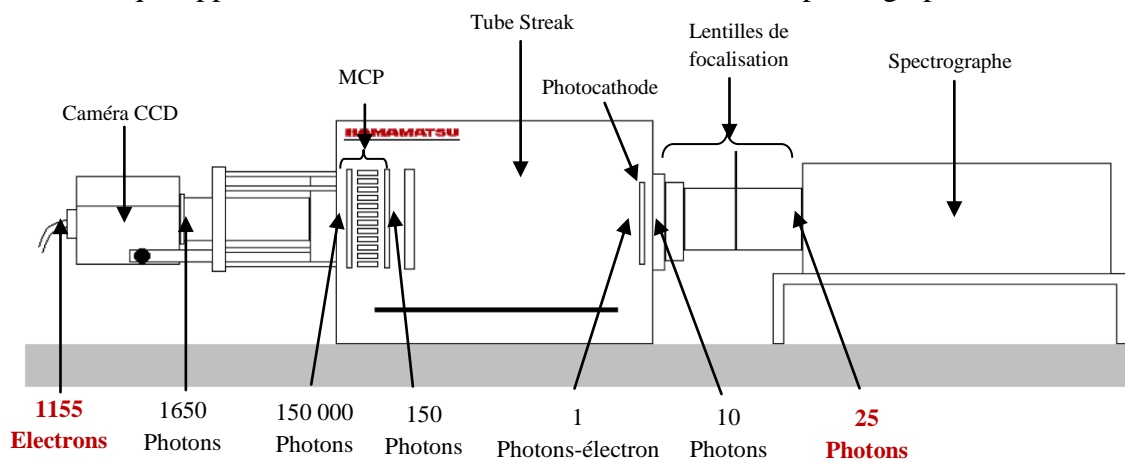 Tube Streak
Lentilles de
focalisation
MCP
Photocathode
Spectrographe
Caméra CCD
HAMAMATSU
1155
Electrons
1650
Photons
150 000
Photons
150
Photons
1
Photons-électron
10
Photons
25
Photons